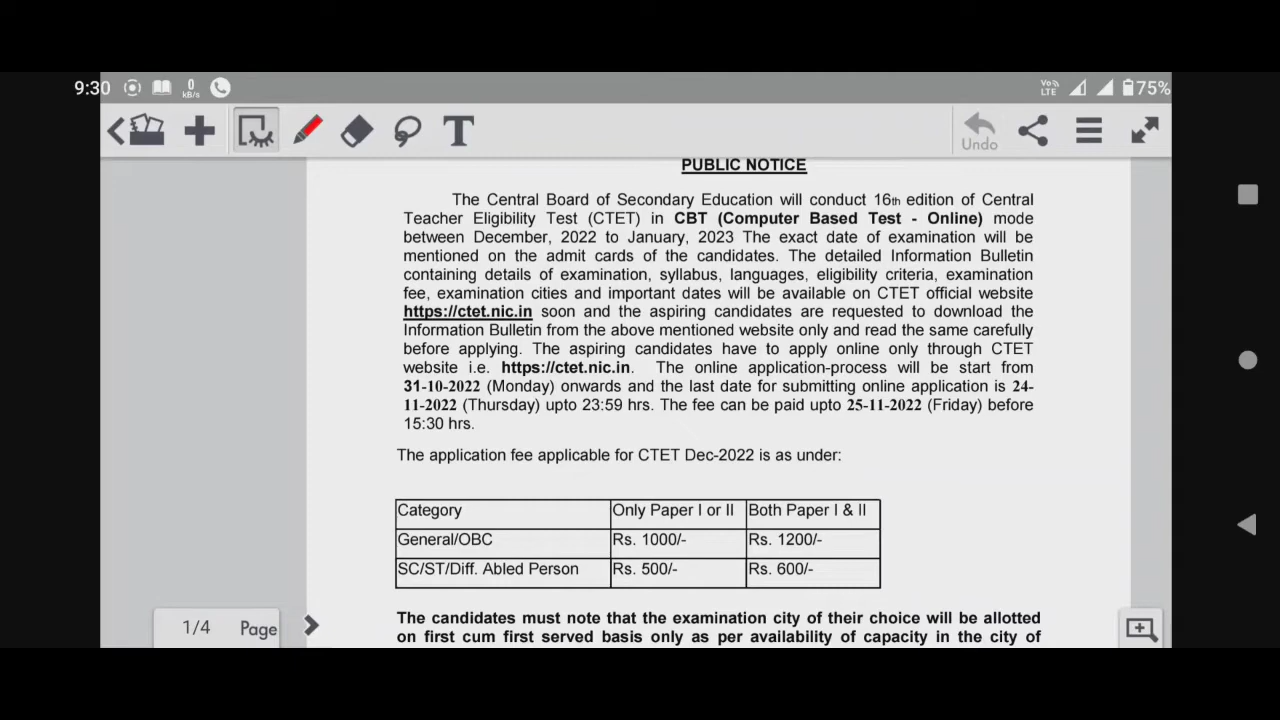 9:30
0
kB/s
Vo
LTE
75%
T
Undo
PUBLIC NOTICE
The Central Board of Secondary Education will conduct 16th edition of Central
Teacher Eligibility Test (CTET) in CBT (Computer Based Test - Online) mode
between December, 2022 to January, 2023 The exact date of examination will be
mentioned on the admit cards of the candidates. The detailed Information Bulletin
containing details of examination, syllabus, languages, eligibility criteria, examination
fee, examination cities and important dates will be available on CTET official website
https://ctet.nic.in soon and the aspiring candidates are requested to download the
Information Bulletin from the above mentioned website only and read the same carefully
before applying. The aspiring candidates have to apply online only through CTET
website i.e. https://ctet.nic.in. The online application-process will be start from
31-10-2022 (Monday) onwards and the last date for submitting online application is 24-
11-2022 (Thursday) upto 23:59 hrs. The fee can be paid upto 25-11-2022 (Friday) before
15:30 hrs.
The application fee applicable for CTET Dec-2022 is as under:
Category Only Paper I or II Both Paper I & II
General/OBC Rs. 1000/- Rs. 1200/-
SC/ST/Diff. Abled Person Rs. 500/- Rs. 600/-
The candidates must note that the examination city of their choice will be allotted
on first cum first served basis only as per availability of capacity in the city of
1/4 Page